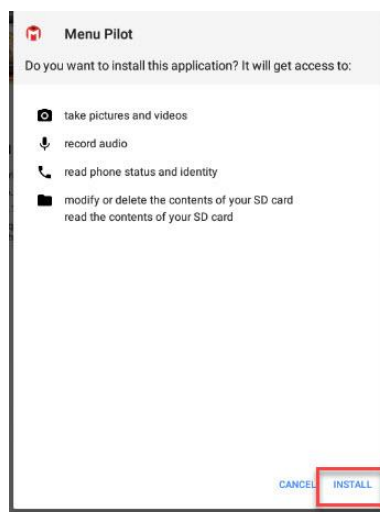 Menu Pilot
Do you want to install this application? It will get access to:
take pictures and videos
record audio
read phone status and identity
modify or delete the contents of your SD card
read the contents of your SD card
CANCEL INSTALL